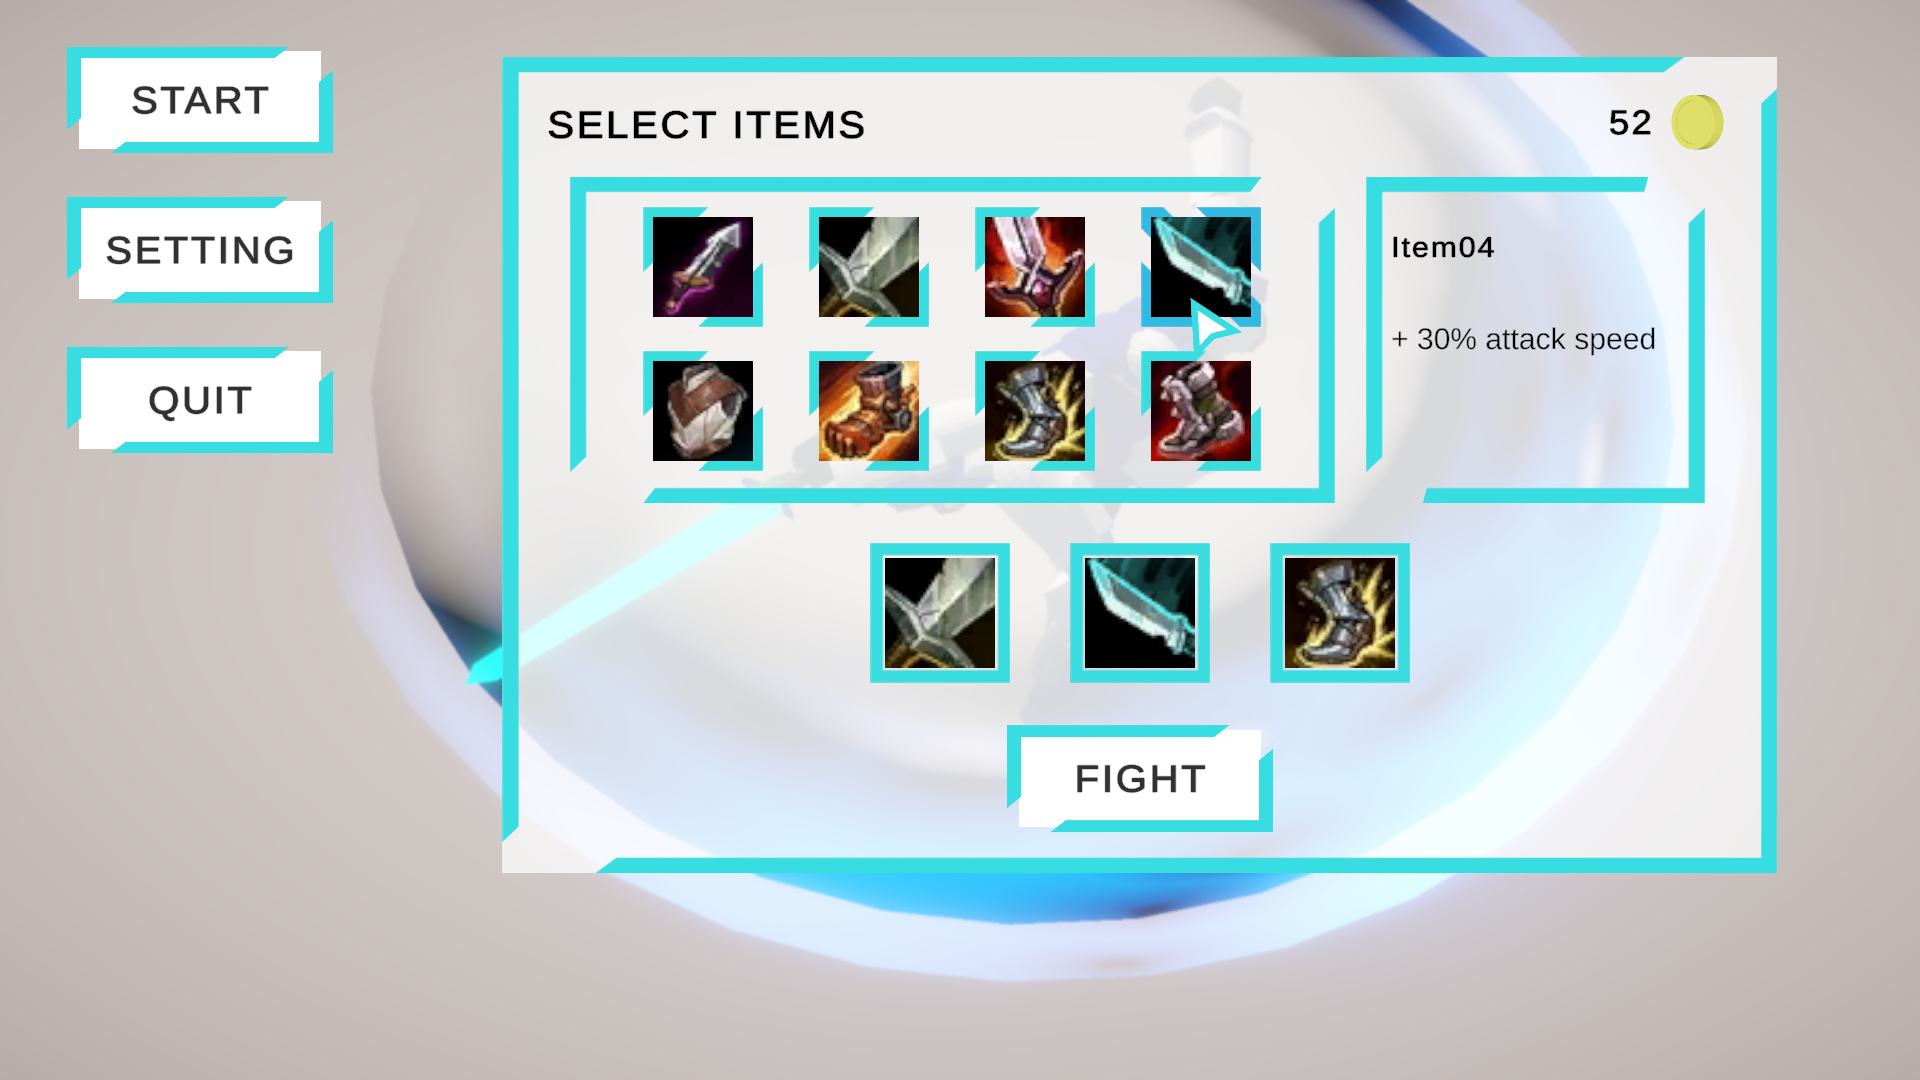 START
SETTING
QUIT
SELECT ITEMS
52
Item04
+ 30% attack speed
FIGHT